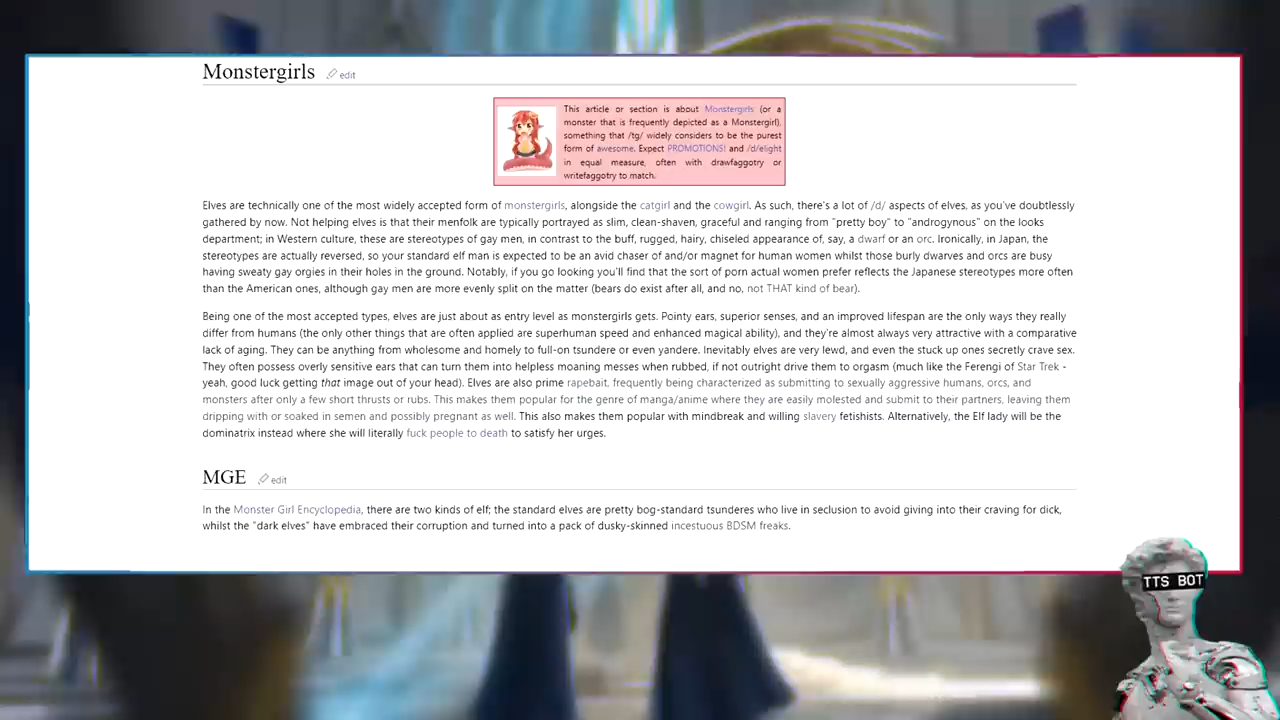 Monstergirls edit
This article or section is about Monstergirls (or a
monster that is frequently depicted as a Monstergirl),
something that /tg/ widely considers to be the purest
form of awesome. Expect PROMOTIONS! and /d/elight
in equal measure, often with drawfaggotry or
writefaggotry to match.
Elves are technically one of the most widely accepted form of monstergirls, alongside the catgirl and the cowgirl. As such, there's a lot of /d/ aspects of elves, as you've doubtlessly
gathered by now. Not helping elves is that their menfolk are typically portrayed as slim, clean-shaven, graceful and ranging from "pretty boy" to "androgynous" on the looks
department; in Western culture, these are stereotypes of gay men, in contrast to the buff, rugged, hairy, chiseled appearance of, say, a dwarf or an orc. Ironically, in Japan, the
stereotypes are actually reversed, so your standard elf man is expected to be an avid chaser of and/or magnet for human women whilst those burly dwarves and orcs are busy
having sweaty gay orgies in their holes in the ground. Notably, if you go looking you'll find that the sort of porn actual women prefer reflects the Japanese stereotypes more often
than the American ones, although gay men are more evenly split on the matter (bears do exist after all, and no, not THAT kind of bear).
Being one of the most accepted types, elves are just about as entry level as monstergirls gets. Pointy ears, superior senses, and an improved lifespan are the only ways they really
differ from humans (the only other things that are often applied are superhuman speed and enhanced magical ability), and they're almost always very attractive with a comparative
lack of aging. They can be anything from wholesome and homely to full-on tsundere or even yandere. Inevitably elves are very lewd, and even the stuck up ones secretly crave sex.
They often possess overly sensitive ears that can turn them into helpless moaning messes when rubbed, if not outright drive them to orgasm (much like the Ferengi of Star Trek -
yeah, good luck getting that image out of your head). Elves are also prime rapebait, frequently being characterized as submitting to sexually aggressive humans, orcs, and
monsters after only a few short thrusts or rubs. This makes them popular for the genre of manga/anime where they are easily molested and submit to their partners, leaving them
dripping with or soaked in semen and possibly pregnant as well. This also makes them popular with mindbreak and willing slavery fetishists. Alternatively, the Elf lady will be the
dominatrix instead where she will literally fuck people to death to satisfy her urges.
MGE edit
In the Monster Girl Encyclopedia, there are two kinds of elf; the standard elves are pretty bog-standard tsunderes who live in seclusion to avoid giving into their craving for dick,
whilst the "dark elves" have embraced their corruption and turned into a pack of dusky-skinned incestuous BDSM freaks.
TTS BOT